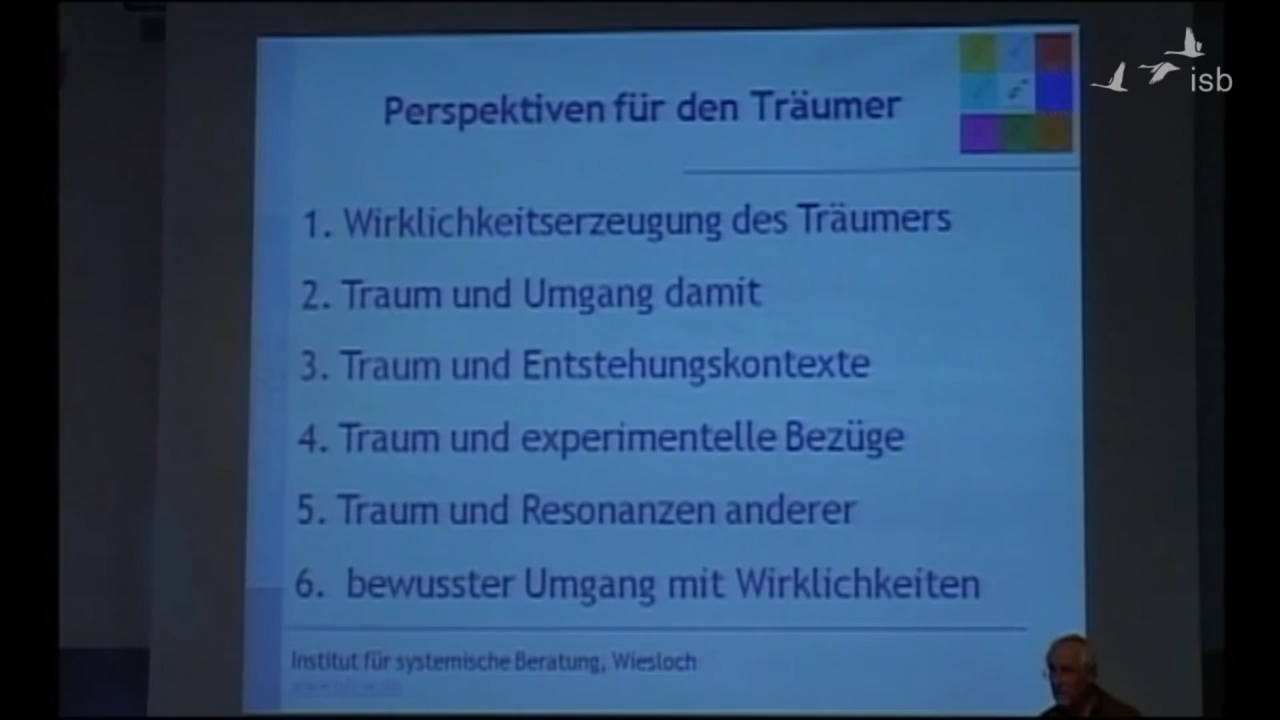 isb
Perspektiven für den Träumer
1. Wirklichkeitserzeugung des Träumers
2. Traum und Umgang damit
3. Traum und Entstehungskontexte
4. Traum und experimentelle Bezüge
5. Traum und Resonanzen anderer
6. bewusster Umgang mit Wirklichkeiten
Institut für systemische Beratung, Wiesloch